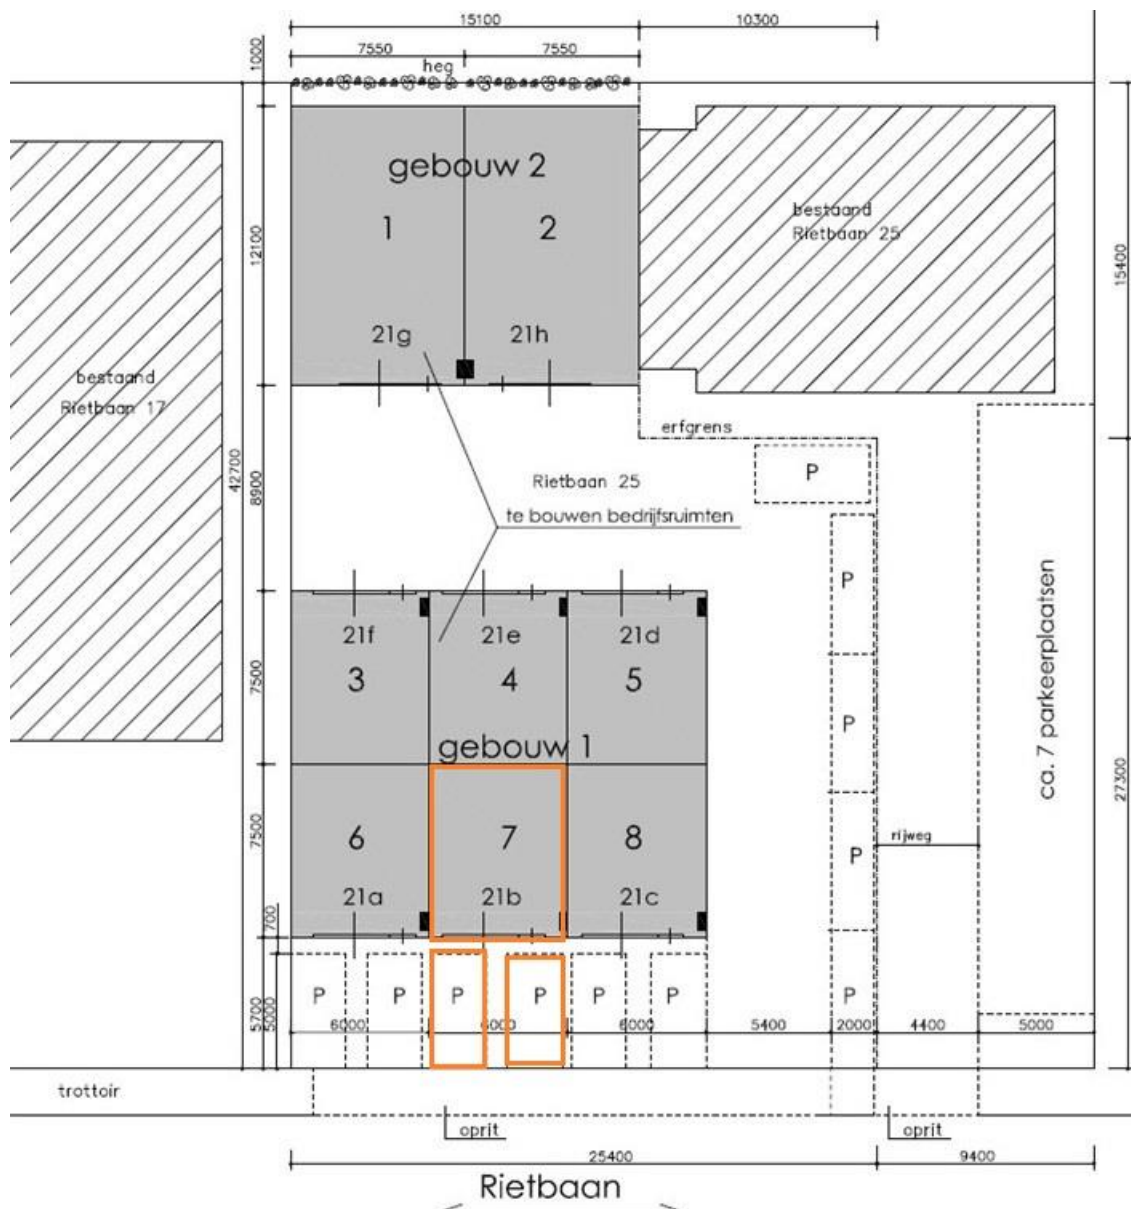 15100
10300
7550
7550
1000
heg
gebouw 2
1
2
bestaand
Rietbaan 25
12100
15400
21g
21h
bestaand
Rietbaan 17
erfgrens
42700
8900
P
Rietbaan 25
te bouwen bedrijfsruimten
P
ca. 7 parkeerplaatsen
21f
21e
21d
3
4
5
7500
P
gebouw 1
27300
6
7
8
7500
rijweg
P
21a
21b
21c
700
P
P
P
P
P
P
P
5700
5000
6000
6000
6000
5400
2000
4400
5000
trottoir
oprit
oprit
25400
9400
Rietbaan